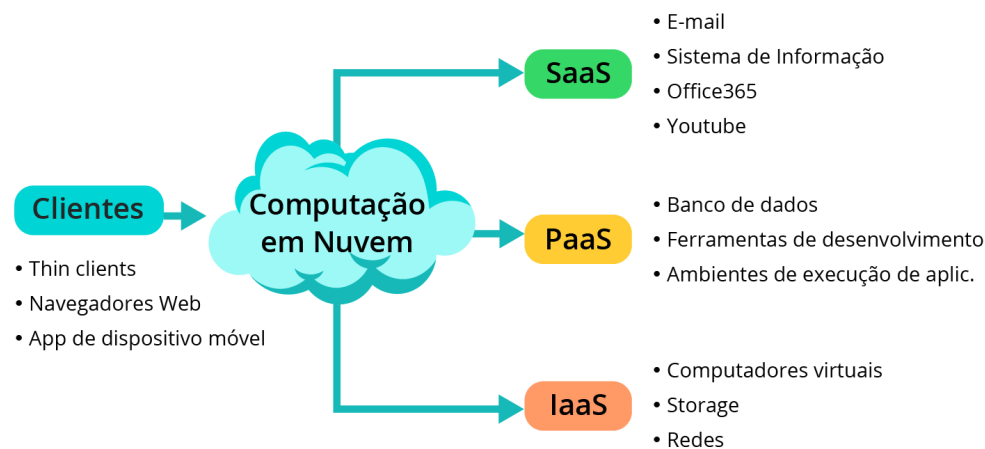 Clientes
• Thin clients
• Navegadores Web
• App de dispositivo móvel
Computação
em Nuvem
SaaS
• E-mail
• Sistema de Informação
• Office365
• Youtube
PaaS
• Banco de dados
• Ferramentas de desenvolvimento
• Ambientes de execução de aplic.
IaaS
• Computadores virtuais
• Storage
• Redes